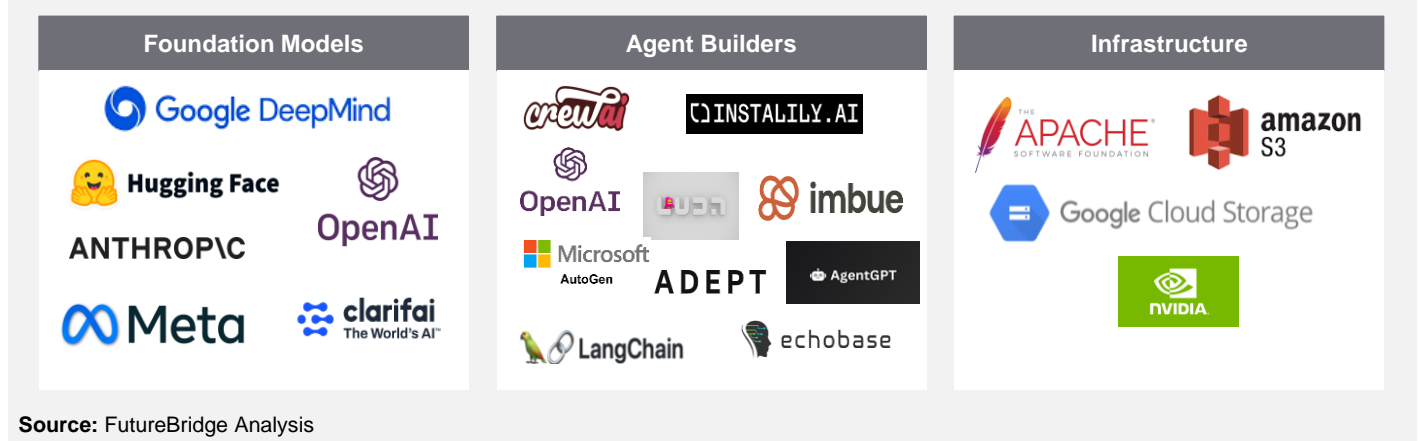 Foundation Models
Google DeepMind
Hugging Face
OpenAI
ANTHROP\C
Meta
clarifai
The World's AI™
Agent Builders
crewai
INSTALILY.AI
OpenAI
imbue
Microsoft
AutoGen
ADEPT
AgentGPT
LangChain
echobase
Infrastructure
THE
APACHE®
SOFTWARE FOUNDATION
amazon
S3
Google Cloud Storage
NVIDIA.
Source: FutureBridge Analysis